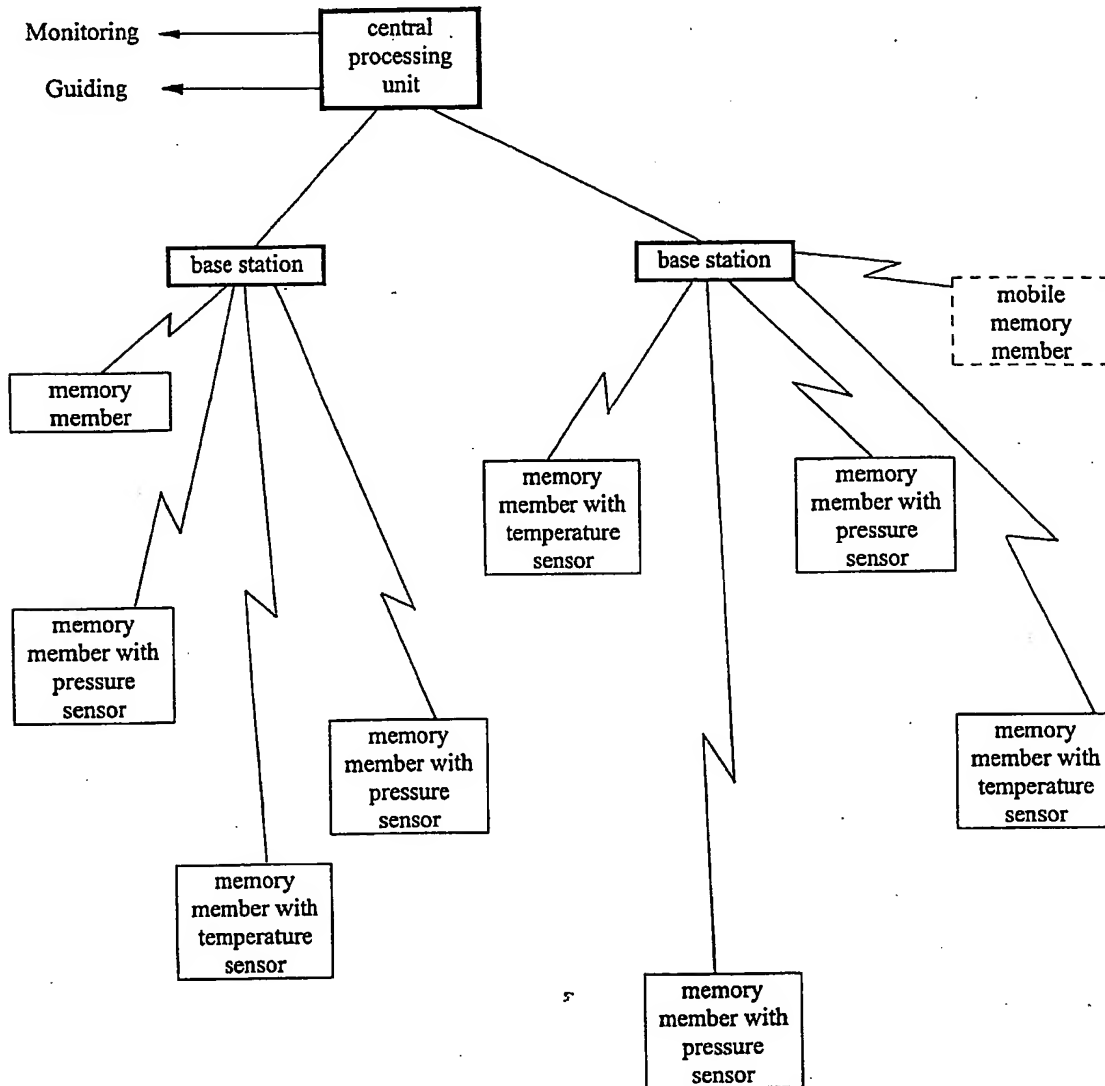 Monitoring
Guiding
central
processing
unit
base station
base station
mobile
memory
member
memory
member
memory
member with
temperature
sensor
memory
member with
pressure
sensor
memory
member with
pressure
sensor
memory
member with
pressure
sensor
memory
member with
temperature
sensor
memory
member with
temperature
sensor
memory
member with
pressure
sensor